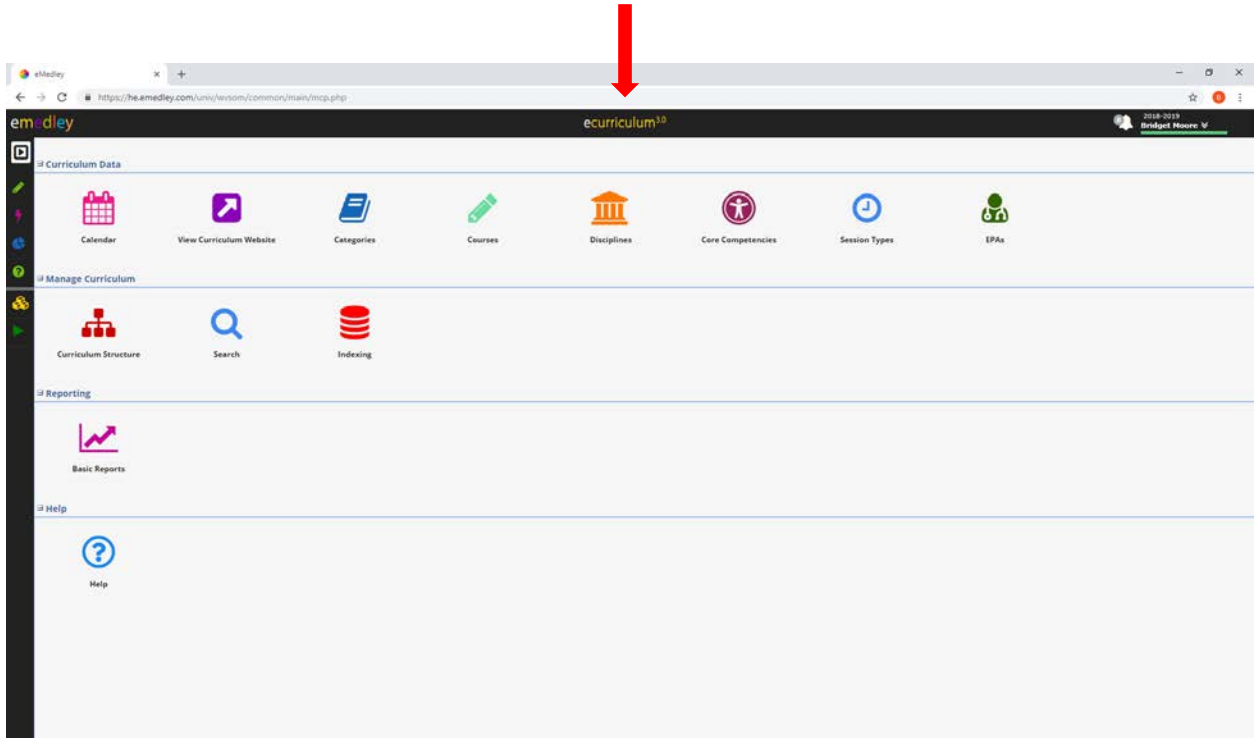 eMedley
https://he.emedley.com/univ/wvsom/common/main/mcp.php
emedley
ecurriculum3.0
2018-2019
Bridget Moore
Curriculum Data
Calendar
View Curriculum Website
Categories
Courses
Disciplines
Core Competencies
Session Types
EPAs
Manage Curriculum
Curriculum Structure
Search
Indexing
Reporting
Basic Reports
Help
Help